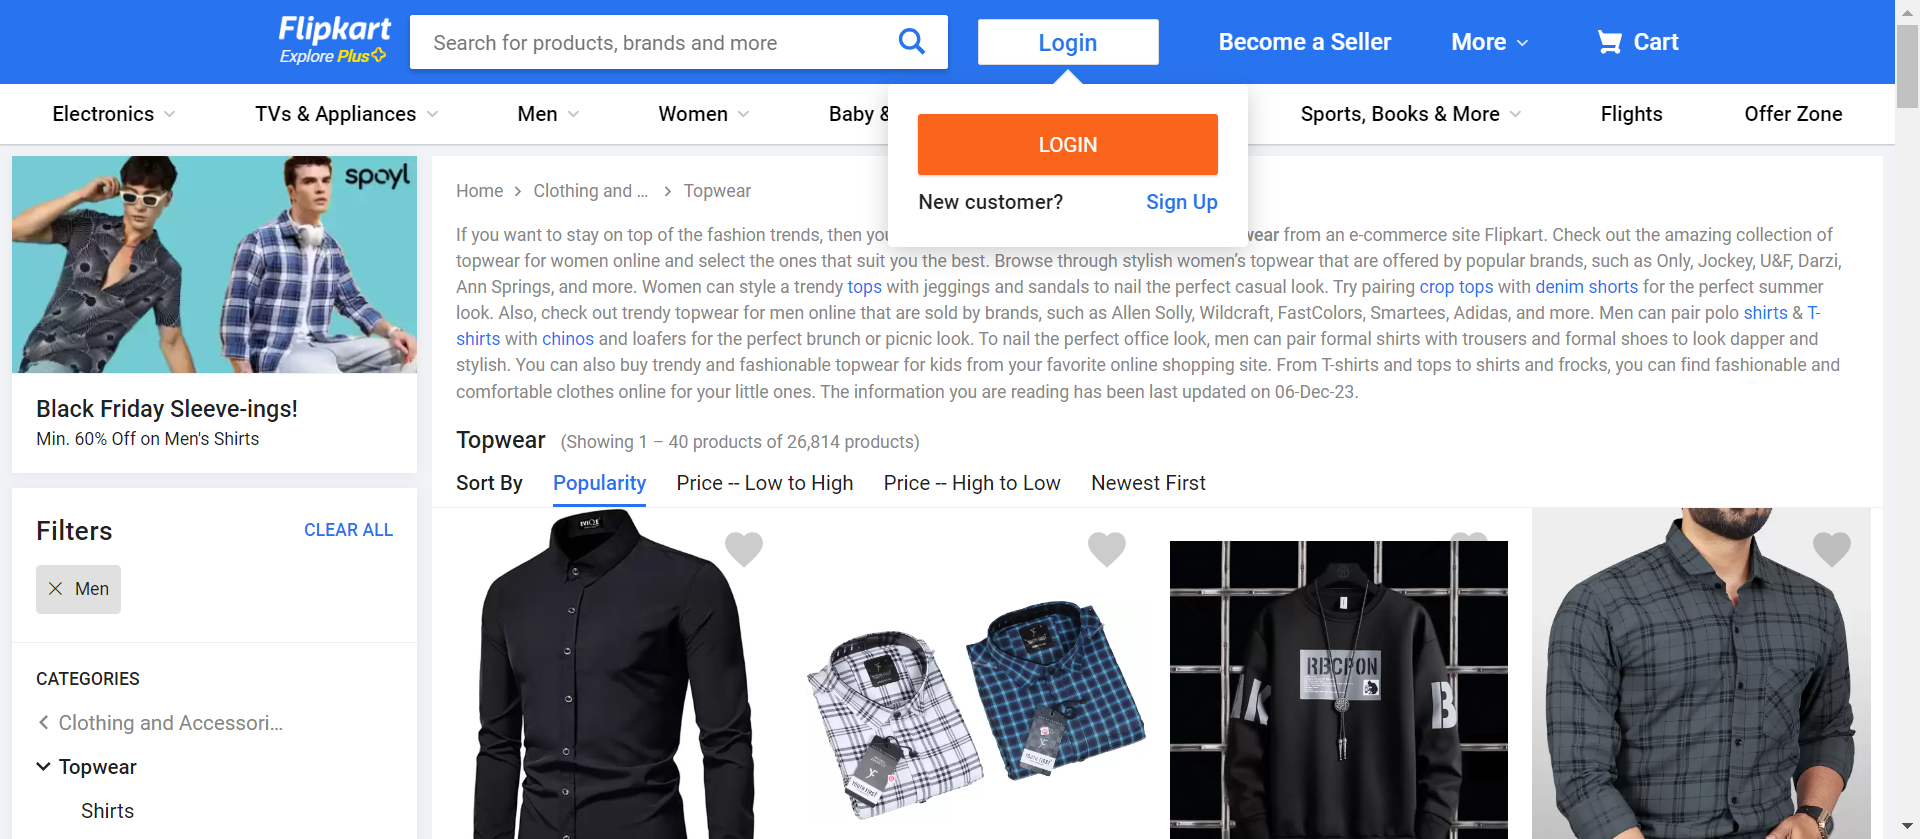 Flipkart
Explore Plus
Search for products, brands and more
Login
Become a Seller
More
Cart
Electronics
TVs & Appliances
Men
Women
Baby &
Sports, Books & More
Flights
Offer Zone
LOGIN
New customer?
Sign Up
spoyl
Black Friday Sleeve-ings!
Min. 60% Off on Men's Shirts
Filters
CLEAR ALL
Men
CATEGORIES
Clothing and Accessori...
Topwear
Shirts
Home
Clothing and ...
Topwear
If you want to stay on top of the fashion trends, then you wear from an e-commerce site Flipkart. Check out the amazing collection of
topwear for women online and select the ones that suit you the best. Browse through stylish women’s topwear that are offered by popular brands, such as Only, Jockey, U&F, Darzi,
Ann Springs, and more. Women can style a trendy tops with jeggings and sandals to nail the perfect casual look. Try pairing crop tops with denim shorts for the perfect summer
look. Also, check out trendy topwear for men online that are sold by brands, such as Allen Solly, Wildcraft, FastColors, Smartees, Adidas, and more. Men can pair polo shirts & T-
shirts with chinos and loafers for the perfect brunch or picnic look. To nail the perfect office look, men can pair formal shirts with trousers and formal shoes to look dapper and
stylish. You can also buy trendy and fashionable topwear for kids from your favorite online shopping site. From T-shirts and tops to shirts and frocks, you can find fashionable and
comfortable clothes online for your little ones. The information you are reading has been last updated on 06-Dec-23.
Topwear (Showing 1 – 40 products of 26,814 products)
Sort By
Popularity
Price -- Low to High
Price -- High to Low
Newest First
RBCPON
B